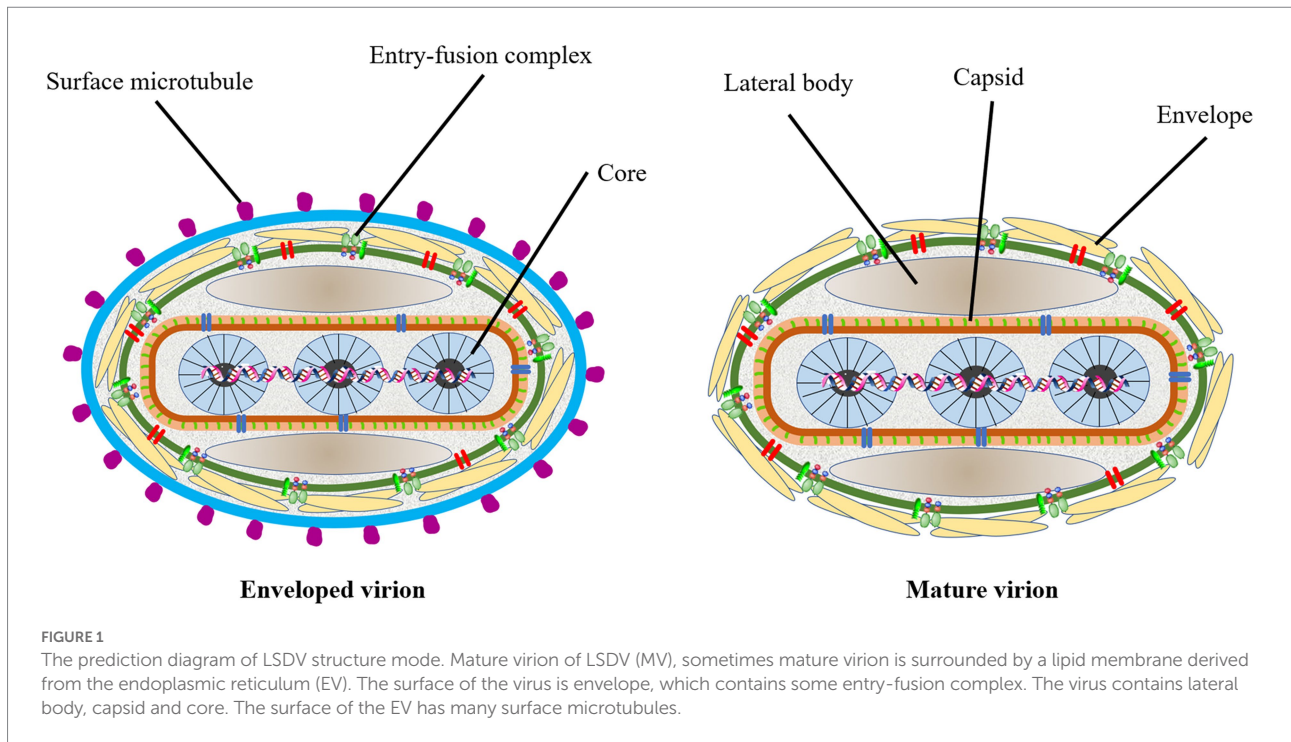 Surface microtubule
Entry-fusion complex
Core
Lateral body
Capsid
Envelope
Enveloped virion
Mature virion
FIGURE 1
The prediction diagram of LSDV structure mode. Mature virion of LSDV (MV), sometimes mature virion is surrounded by a lipid membrane derived
from the endoplasmic reticulum (EV). The surface of the virus is envelope, which contains some entry-fusion complex. The virus contains lateral
body, capsid and core. The surface of the EV has many surface microtubules.